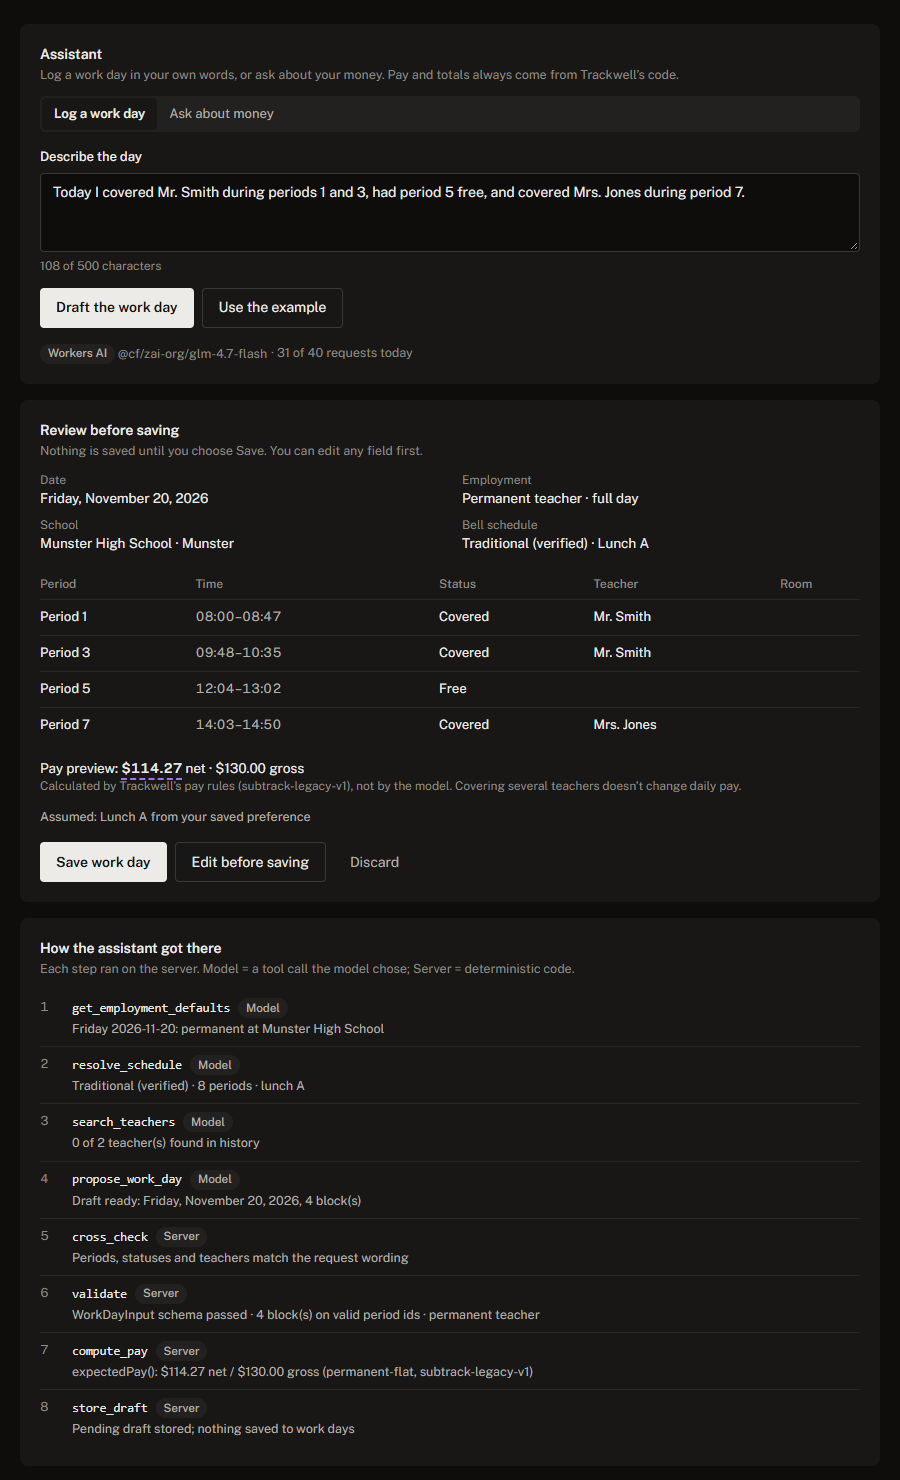 Assistant
Log a work day in your own words, or ask about your money. Pay and totals always come from Trackwell's code.
Log a work day Ask about money
Describe the day
Today I covered Mr. Smith during periods 1 and 3, had period 5 free, and covered Mrs. Jones during period 7.
108 of 500 characters
Draft the work day Use the example
Workers AI @cf/zai-org/glm-4.7-flash · 31 of 40 requests today
Review before saving
Nothing is saved until you choose Save. You can edit any field first.
Date Employment
Friday, November 20, 2026 Permanent teacher · full day
School Bell schedule
Munster High School · Munster Traditional (verified) · Lunch A
Period Time Status Teacher Room
Period 1 08:00–08:47 Covered Mr. Smith
Period 3 09:48–10:35 Covered Mr. Smith
Period 5 12:04–13:02 Free
Period 7 14:03–14:50 Covered Mrs. Jones
Pay preview: $114.27 net · $130.00 gross
Calculated by Trackwell's pay rules (subtrack-legacy-v1), not by the model. Covering several teachers doesn't change daily pay.
Assumed: Lunch A from your saved preference
Save work day Edit before saving Discard
How the assistant got there
Each step ran on the server. Model = a tool call the model chose; Server = deterministic code.
1 get_employment_defaults Model
Friday 2026-11-20: permanent at Munster High School
2 resolve_schedule Model
Traditional (verified) · 8 periods · lunch A
3 search_teachers Model
0 of 2 teacher(s) found in history
4 propose_work_day Model
Draft ready: Friday, November 20, 2026, 4 block(s)
5 cross_check Server
Periods, statuses and teachers match the request wording
6 validate Server
WorkDayInput schema passed · 4 block(s) on valid period ids · permanent teacher
7 compute_pay Server
expectedPay(): $114.27 net / $130.00 gross (permanent-flat, subtrack-legacy-v1)
8 store_draft Server
Pending draft stored; nothing saved to work days